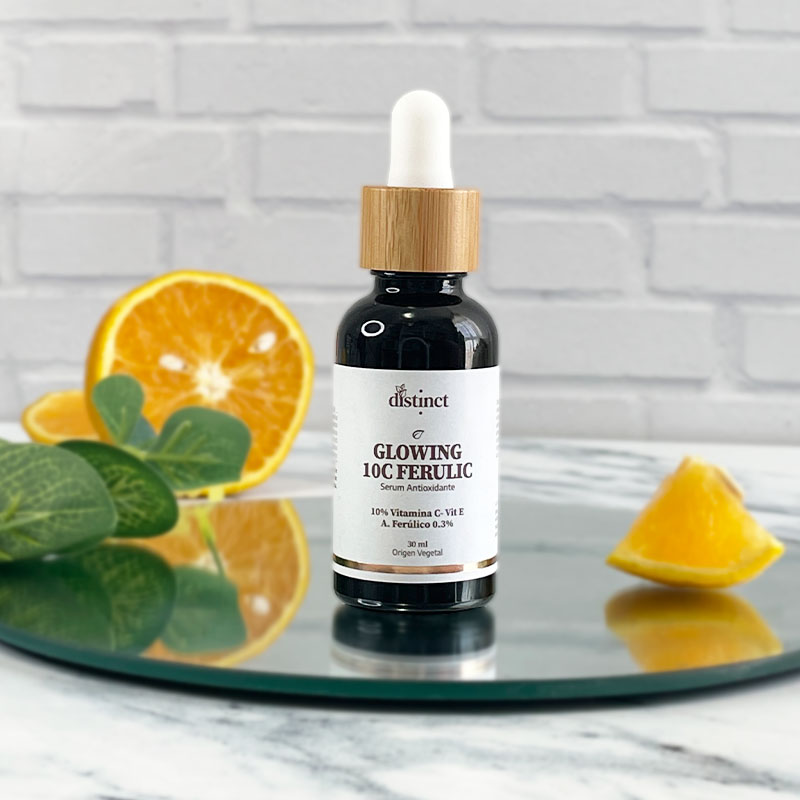 distinct
GLOWING
10C FERULIC
Serum Antioxidante
10% Vitamina C- Vit E
A. Ferúlico 0.3%
30 ml
Origen Vegetal